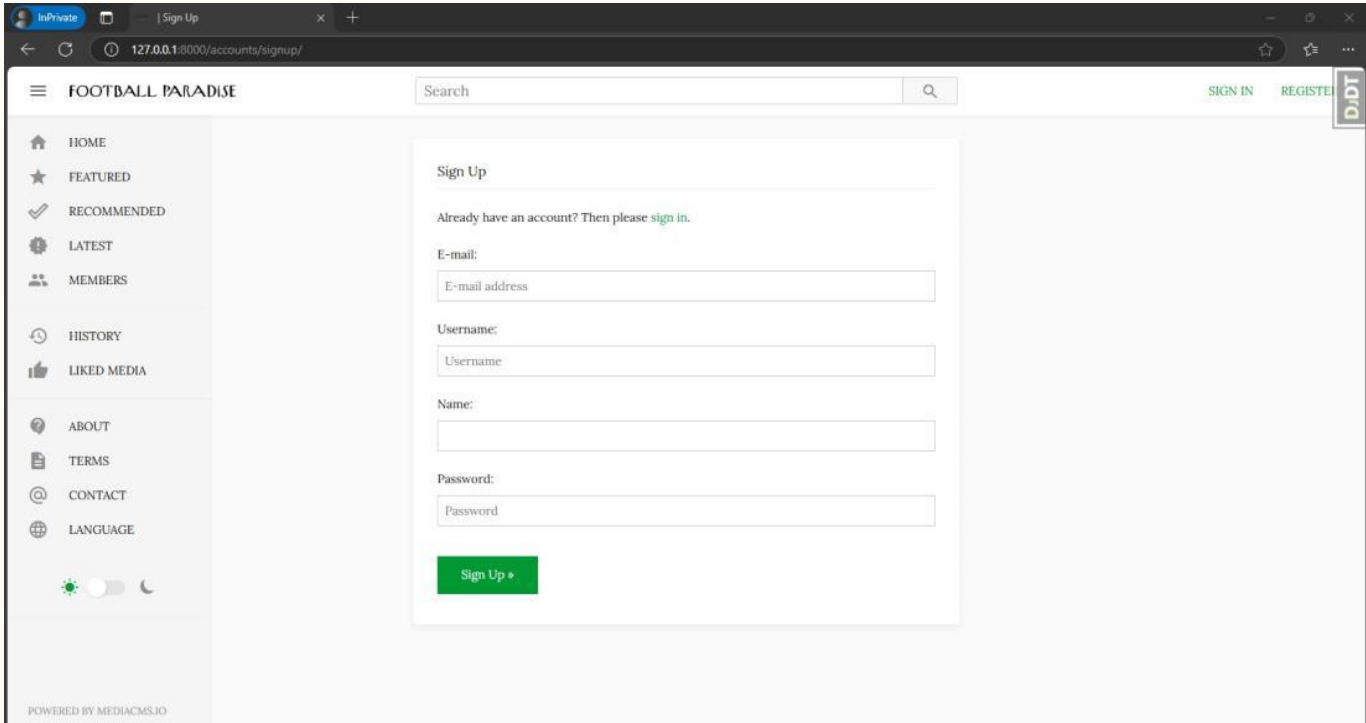 InPrivate
| Sign Up
127.0.0.1:8000/accounts/signup/
FOOTBALL PARADISE
Search
SIGN IN
REGISTE
DJDT
HOME
FEATURED
RECOMMENDED
LATEST
MEMBERS
HISTORY
LIKED MEDIA
ABOUT
TERMS
CONTACT
LANGUAGE
POWERED BY MEDIACMS.IO
Sign Up
Already have an account? Then please sign in.
E-mail:
E-mail address
Username:
Username
Name:
Password:
Password
Sign Up »